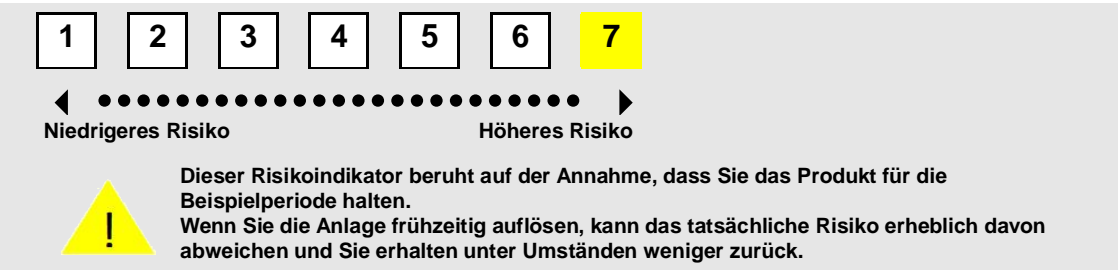 1 2 3 4 5 6 7
Niedrigeres Risiko Höheres Risiko
Dieser Risikoindikator beruht auf der Annahme, dass Sie das Produkt für die
Beispielperiode halten.
Wenn Sie die Anlage frühzeitig auflösen, kann das tatsächliche Risiko erheblich davon
abweichen und Sie erhalten unter Umständen weniger zurück.
!